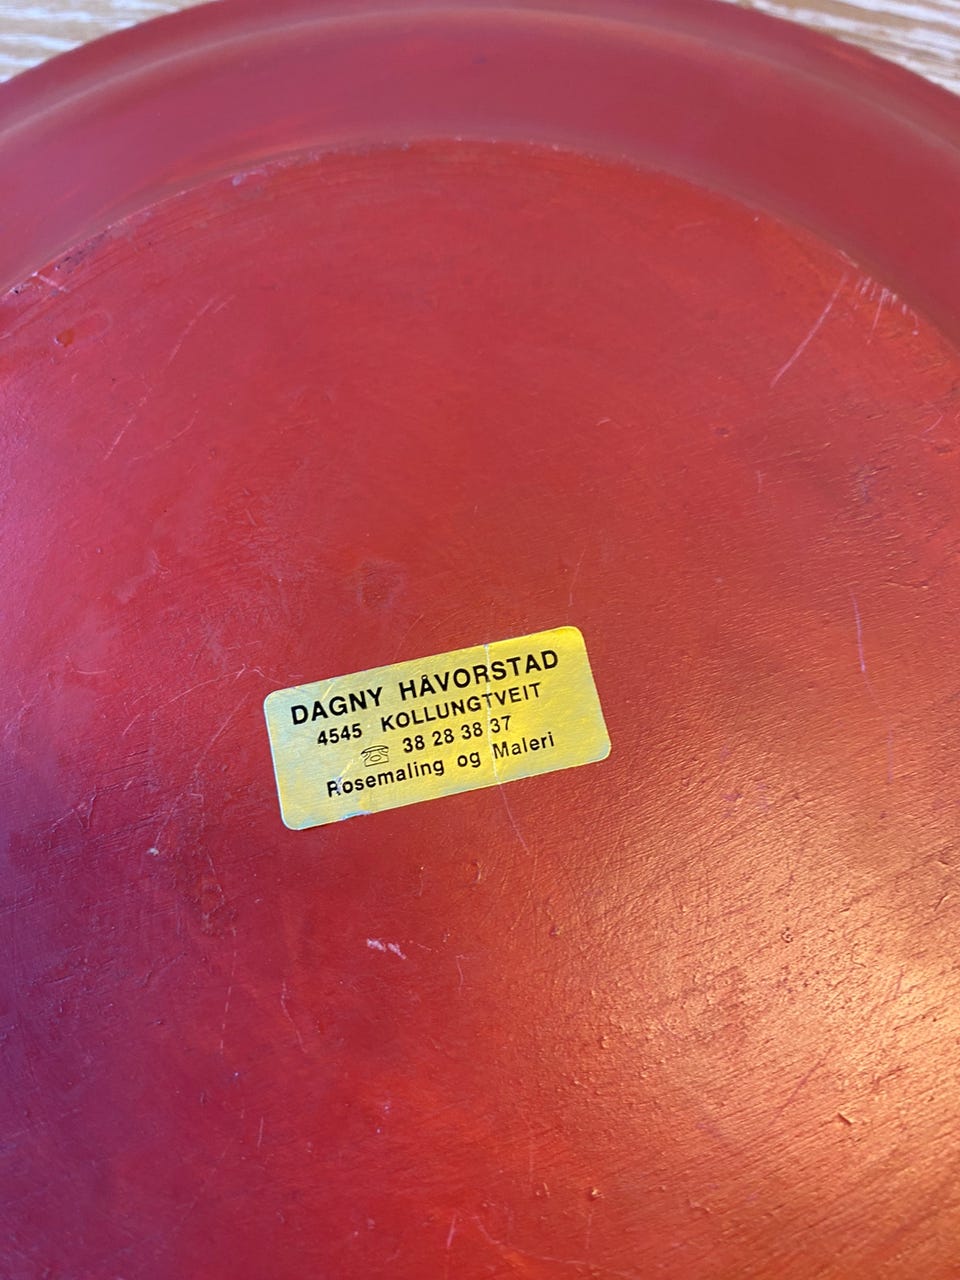 DAGNY HÅVORSTAD
4545 KOLLUNGTVEIT
☏ 38 28 38 37
Rosemaling og Maleri